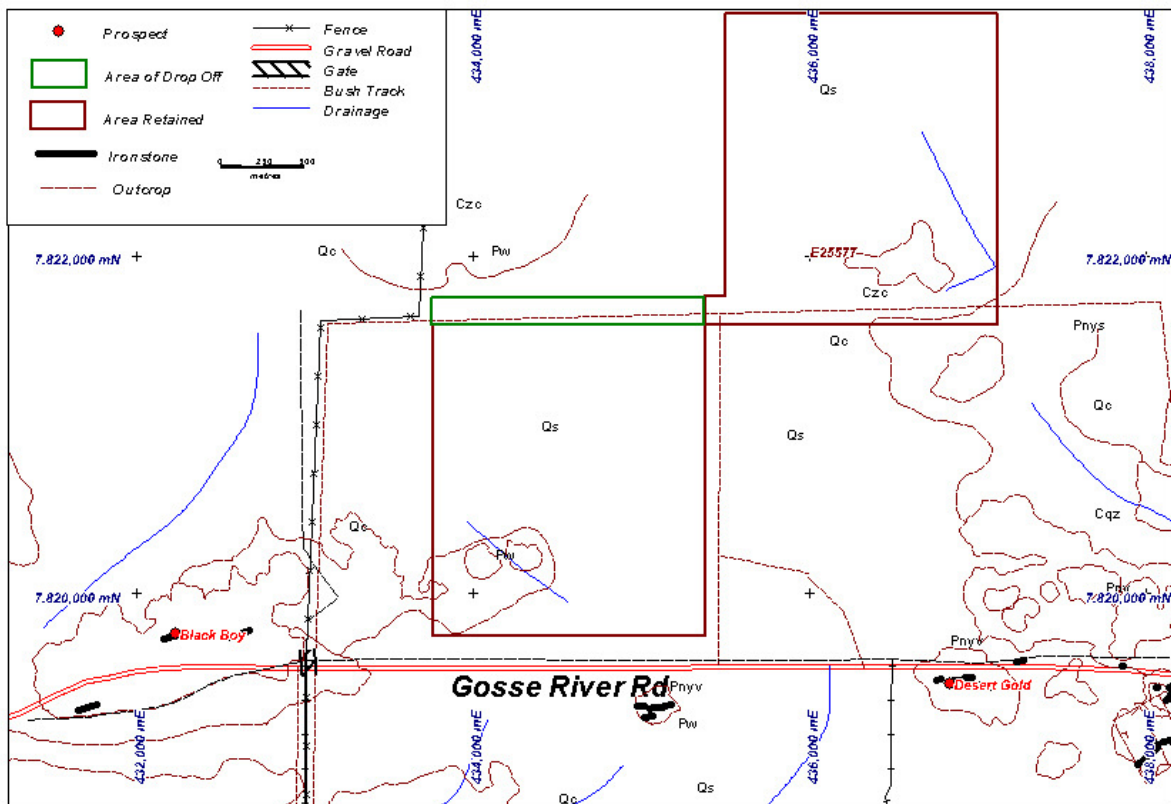 Prospect
Area of Drop Off
Area Retained
Ironstone
Outcrop
Fence
Gravel Road
Gate
Bush Track
Drainage
0 250 500
metres
434,000 mE
436,000 mE
438,000 mE
Qs
Czc
Qc
Pw
7.822,000 mN
E25577
7.822,000 mN
Czc
Qc
Pnys
Qc
Qs
Qs
Cqz
Qc
Pw
7.820,000 mN
7.820,000 mN
Black Boy
Pnyv
Gosse River Rd
Pnyv
Desert Gold
Pw
432,000 mE
434,000 mE
436,000 mE
438,000 mE
Qs
Qc